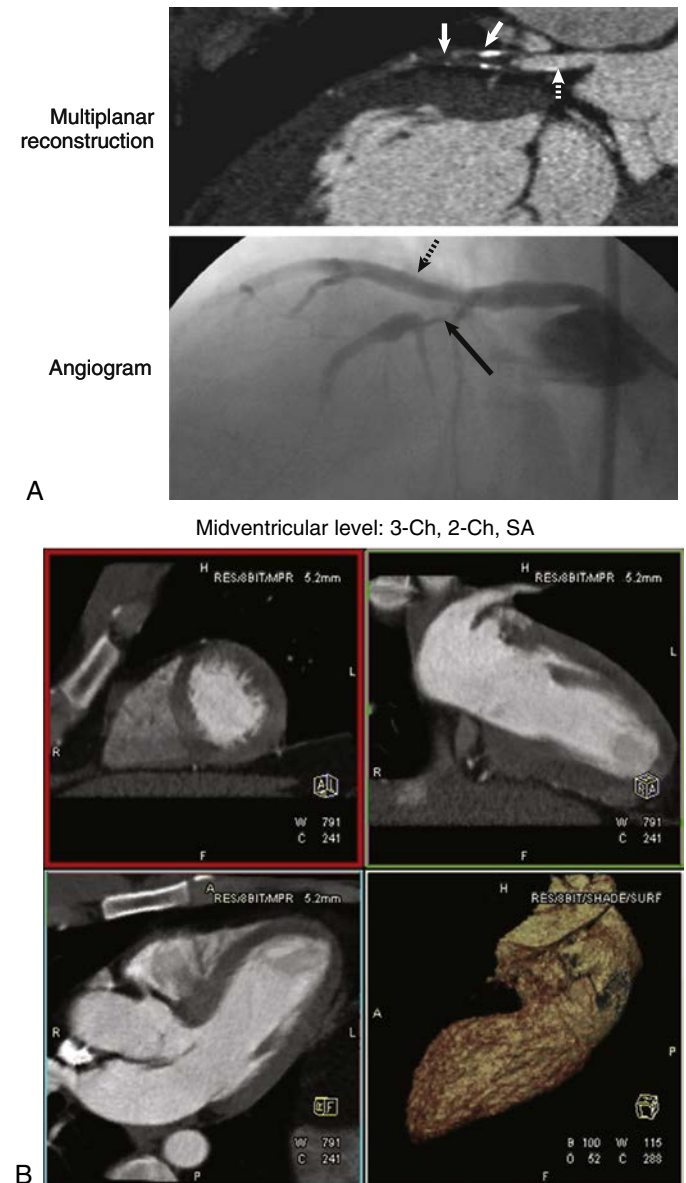 Multiplanar
reconstruction
Angiogram
A
Midventricular level: 3-Ch, 2-Ch, SA
H
RES/8BIT/MPR 5.2mm
L
R
W 791
C 241
F
H
RES/8BIT/MPR 5.2mm
L
R
W 791
C 241
F
A
RES/8BIT/MPR 5.2mm
R
L
W 791
C 241
P
H
RES/8BIT/SHADE/SURF
A
P
B 100 W 115
O 52 C 288
F
B